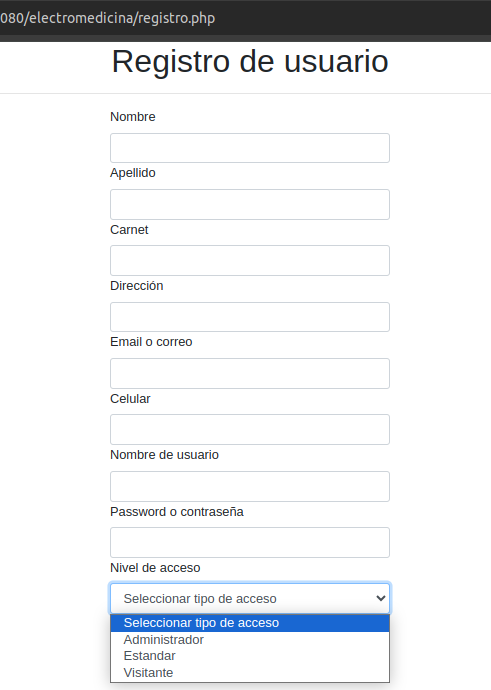 080/electromedicina/registro.php
Registro de usuario
Nombre
Apellido
Carnet
Dirección
Email o correo
Celular
Nombre de usuario
Password o contraseña
Nivel de acceso
Seleccionar tipo de acceso
Seleccionar tipo de acceso
Administrador
Estandar
Visitante